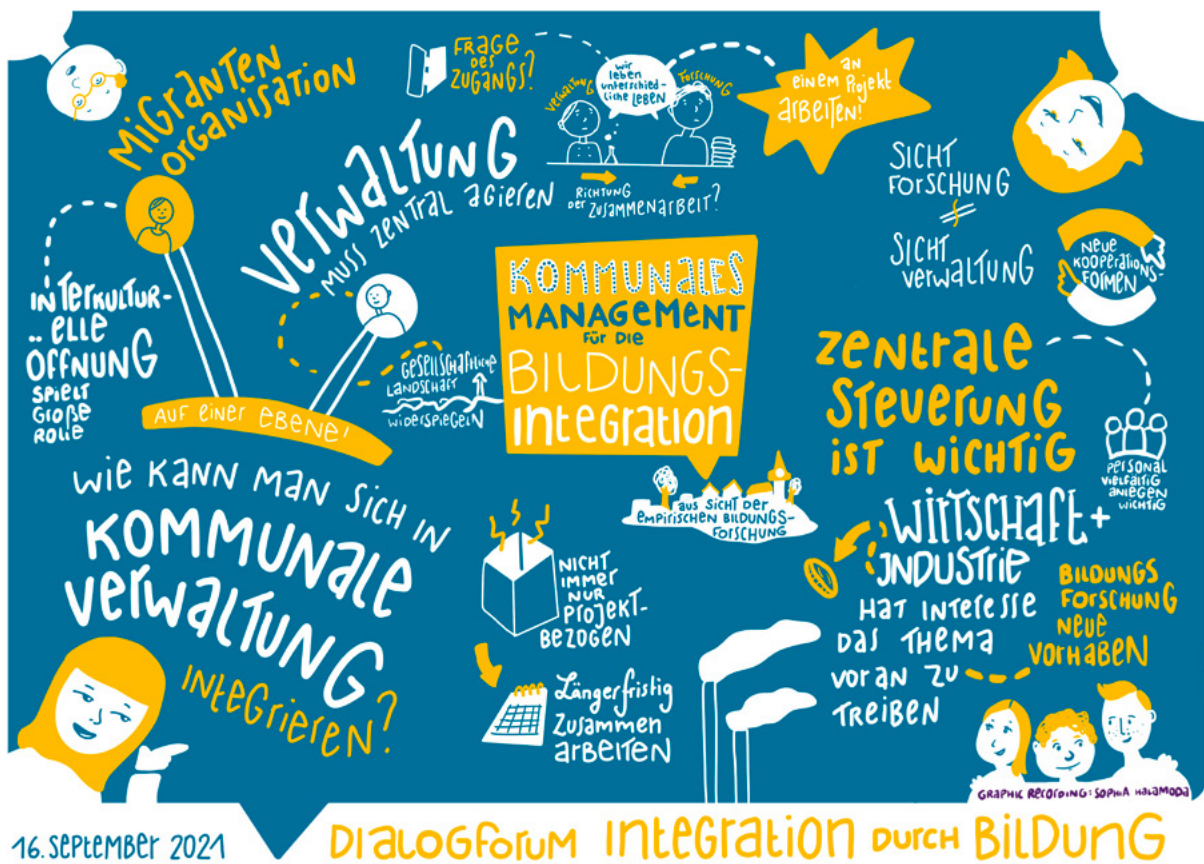 MIGRANTEN
ORGANISATION
FRAGE
DES
ZUGANGS?
VERWALTUNG
wir
leben
unterschied-
liche LEBEN
FORSCHUNG
RICHTUNG
DER ZUSAMMENARBEIT?
an
einem Projekt
arbeiten!
VERWALTUNG
MUSS ZENTRAL AGIEREN
INTERKULTUR-
ELLE
ÖFFNUNG
SPIELT
GROßE
ROLLE
AUF einer EBENE!
GESELLSCHAFTLICHE
LANDSCHAFT
WIDERSPIEGELN
KOMMUNALES
MANAGEMENT
FÜR DIE
BILDUNGS-
INTEGRATION
aus SICHT DER
EMPIRISCHEN BILDUNGS-
FORSCHUNG
SICHT
FORSCHUNG
≠
SICHT
VERWALTUNG
Neue
KOOPERATIONS-
FORMEN
ZENTRALE
STEUERUNG
IST WICHTIG
PERSONAL
VIELFÄLTIG
ANLEGEN
WICHTIG
WIE KANN MAN SICH IN
KOMMUNALE
VERWALTUNG
INTEGRIEREN?
NICHT
IMMER
NUR
PROJEKT-
BEZOGEN
Längerfristig
Zusammen
arbeiten
WIRTSCHAFT+
INDUSTRIE
HAT INTERESSE
DAS THEMA
VORAN ZU
TREIBEN
BILDUNGS
FORSCHUNG
NEUE
VORHABEN
GRAPHIC RECORDING: SOPHIA HALAMODA
16. SEPTEMBER 2021
DIALOGFORUM INTEGRATION DURCH BILDUNG